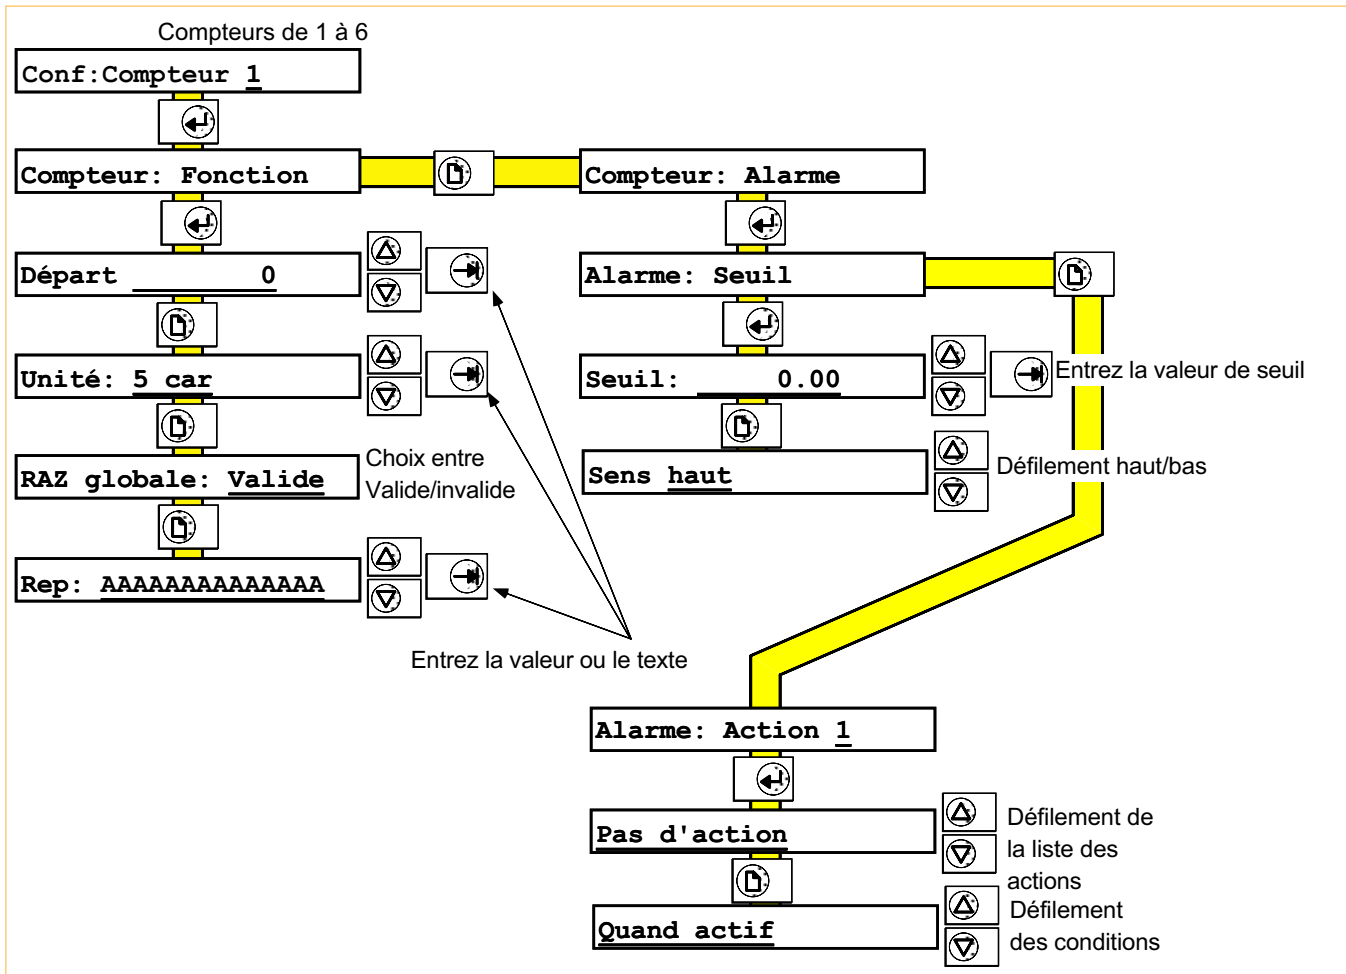 Compteurs de 1 à 6
Conf:Compteur 1
Compteur: Fonction
Compteur: Alarme
Départ 0
Alarme: Seuil
Unité: 5 car
Seuil: 0.00
Entrez la valeur de seuil
RAZ globale: Valide
Choix entre
Valide/invalide
Sens haut
Défilement haut/bas
Rep: AAAAAAAAAAAAAA
Entrez la valeur ou le texte
Alarme: Action 1
Pas d'action
Défilement de
la liste des
actions
Quand actif
Défilement
des conditions